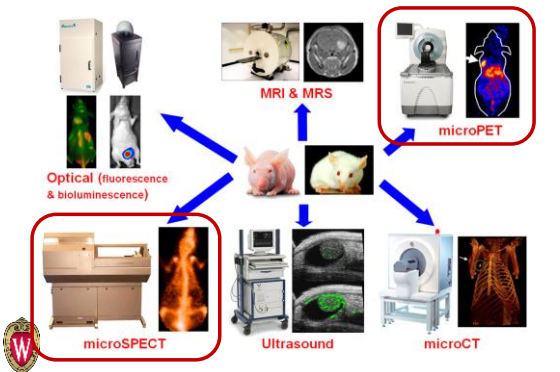 MRI & MRS
microPET
Optical (fluorescence
& bioluminescence)
microSPECT
Ultrasound
microCT
W